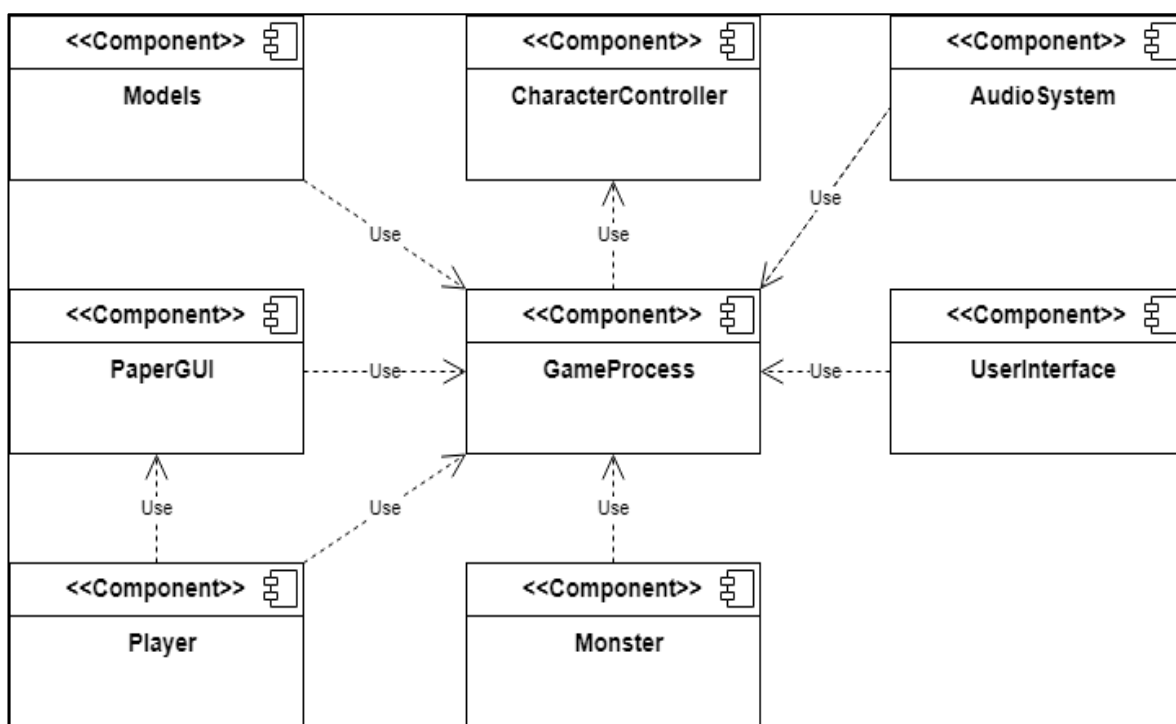 <<Component>>
Models
<<Component>>
CharacterController
<<Component>>
AudioSystem
Use
Use
Use
<<Component>>
PaperGUI
Use
<<Component>>
GameProcess
Use
<<Component>>
UserInterface
Use
Use
Use
<<Component>>
Player
<<Component>>
Monster